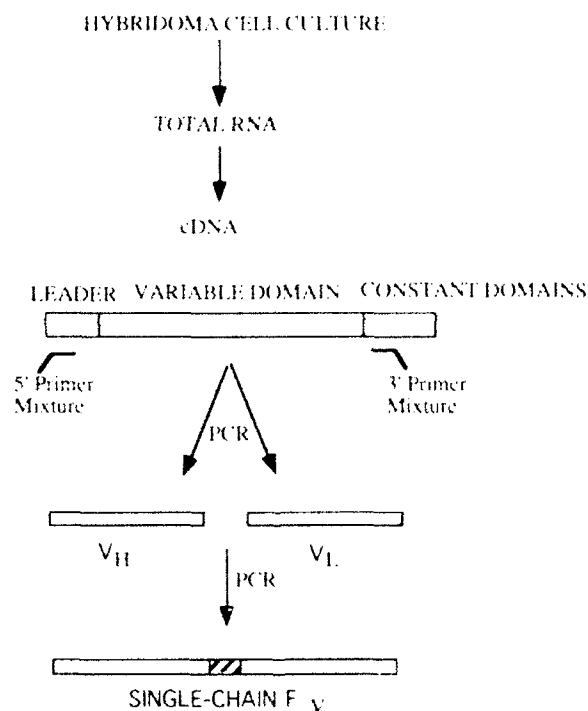 HYBRIDOMA CELL CULTURE
TOTAL RNA
cDNA
LEADER VARIABLE DOMAIN CONSTANT DOMAINS
5' Primer Mixture
3' Primer Mixture
PCR
VH VL
PCR
SINGLE-CHAIN FV